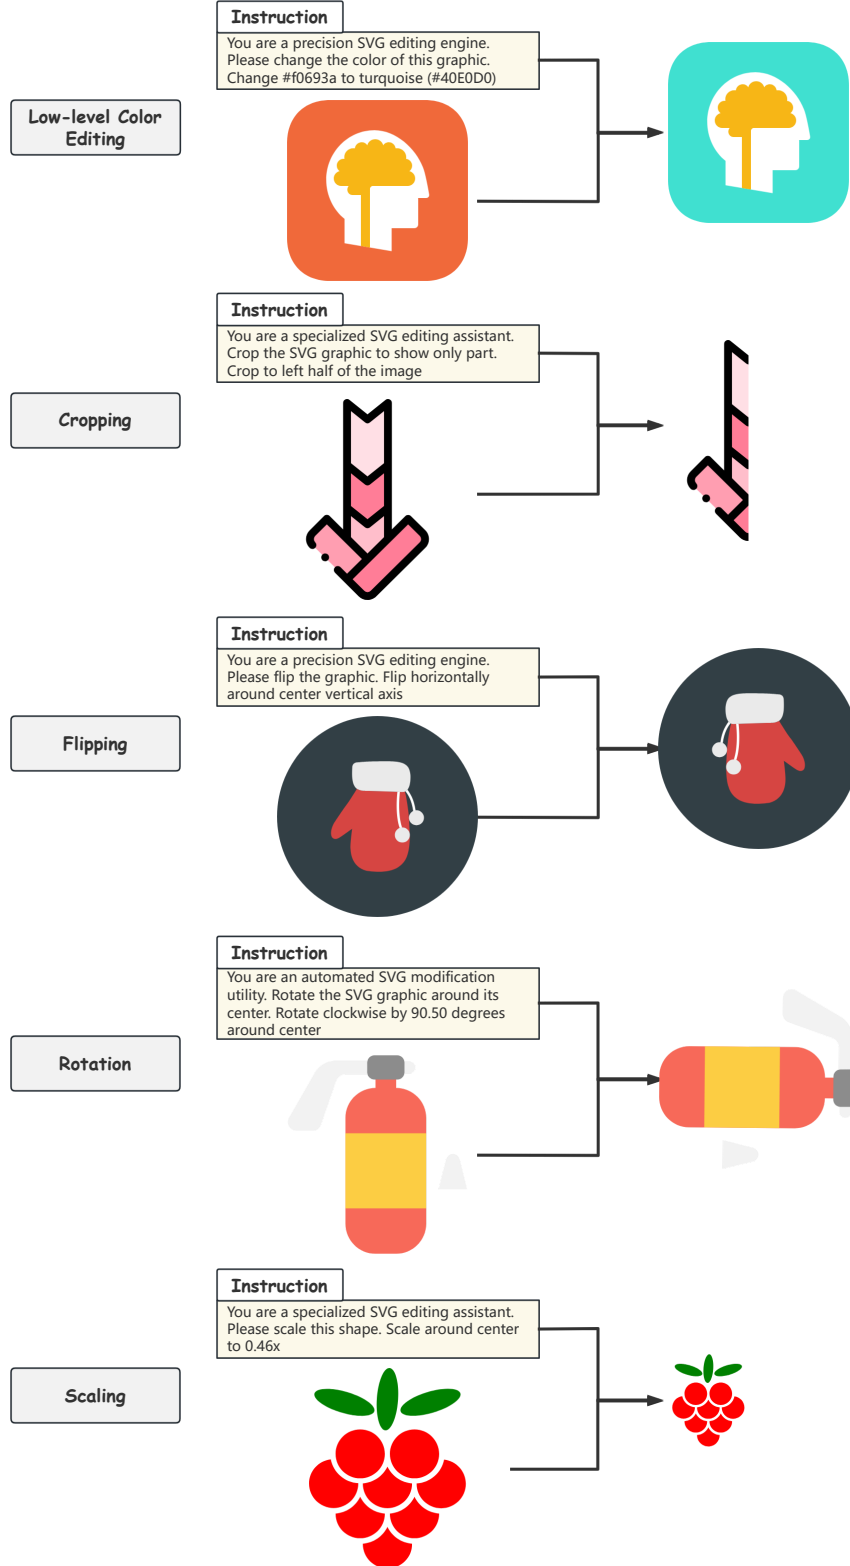 Instruction
You are a precision SVG editing engine.
Please change the color of this graphic.
Change #f0693a to turquoise (#40E0D0)
Low-level Color
Editing
Instruction
You are a specialized SVG editing assistant.
Crop the SVG graphic to show only part.
Crop to left half of the image
Cropping
Instruction
You are a precision SVG editing engine.
Please flip the graphic. Flip horizontally
around center vertical axis
Flipping
Instruction
You are an automated SVG modification
utility. Rotate the SVG graphic around its
center. Rotate clockwise by 90.50 degrees
around center
Rotation
Instruction
You are a specialized SVG editing assistant.
Please scale this shape. Scale around center
to 0.46x
Scaling